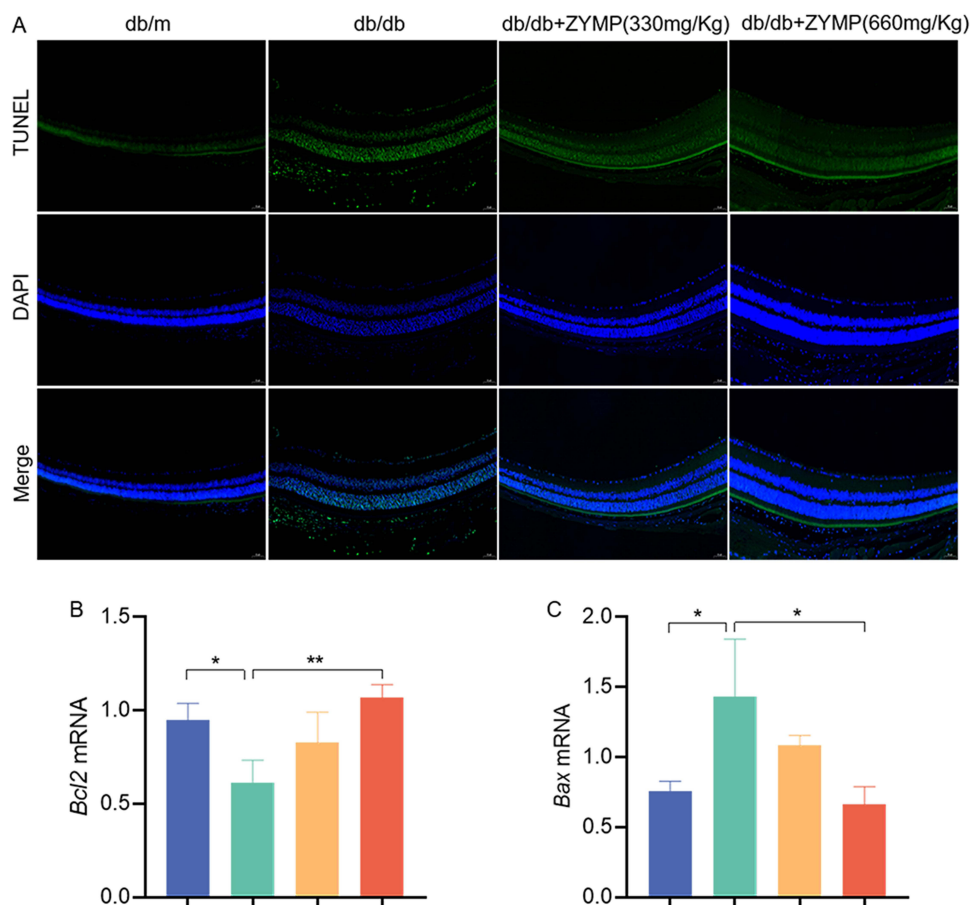 A
db/m db/db db/db+ZYMP(330mg/Kg) db/db+ZYMP(660mg/Kg)
TUNEL
DAPI
Merge
B
Bcl2 mRNA
1.5
1.0
0.5
0.0
* **
C
Bax mRNA
2.0
1.5
1.0
0.5
0.0
* *